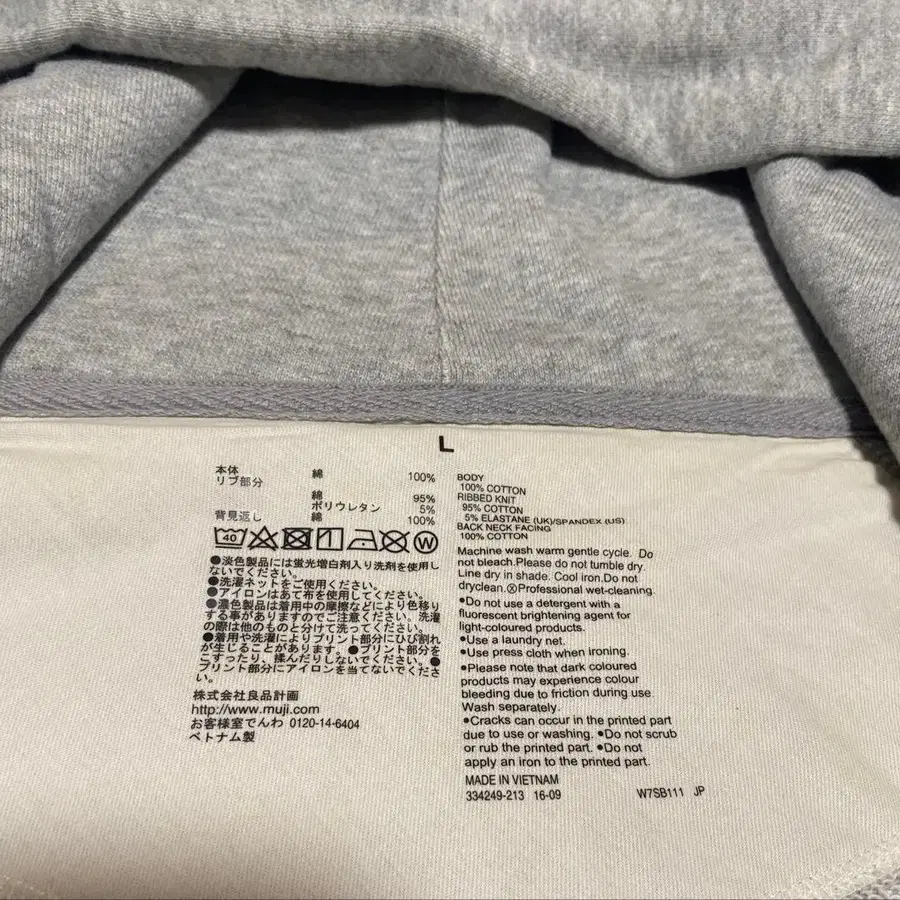 L
本体 綿 100%
リブ部分
綿 95%
ポリウレタン 5%
背見返し 綿 100%
40 W
●淡色製品には蛍光増白剤入り洗剤を使用し
ないでください。
●洗濯ネットをご使用ください。
●アイロンはあて布を使用してください。
●濃色製品は着用中の摩擦などにより色移り
する事がありますのでご注意ください。洗濯
の際は他のものと分けて洗ってください。
●着用や洗濯によりプリント部分にひび割れ
が生じることがあります。●プリント部分を
こすったり、揉んだりしないでください。●
プリント部分にアイロンを当てないでくださ
い。
株式会社良品計画
http://www.muji.com
お客様室でんわ 0120-14-6404
ベトナム製
BODY
100% COTTON
RIBBED KNIT
95% COTTON
5% ELASTANE (UK)/SPANDEX (US)
BACK NECK FACING
100% COTTON
Machine wash warm gentle cycle. Do
not bleach.Please do not tumble dry.
Line dry in shade. Cool iron.Do not
dryclean.ⓧProfessional wet-cleaning.
●Do not use a detergent with a
fluorescent brightening agent for
light-coloured products.
●Use a laundry net.
●Use press cloth when ironing.
●Please note that dark coloured
products may experience colour
bleeding due to friction during use.
Wash separately.
●Cracks can occur in the printed part
due to use or washing. ●Do not scrub
or rub the printed part. ●Do not
apply an iron to the printed part.
MADE IN VIETNAM
334249-213 16-09 W7SB111 JP